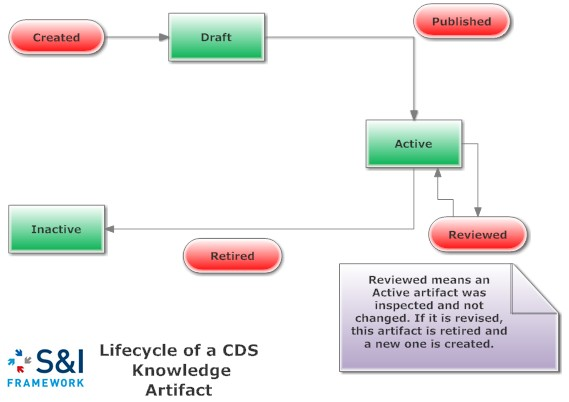 Created
Draft
Published
Active
Inactive
Retired
Reviewed
Reviewed means an
Active artifact was
inspected and not
changed. If it is revised,
this artifact is retired and
a new one is created.
S&I
FRAMEWORK
Lifecycle of a CDS
Knowledge
Artifact